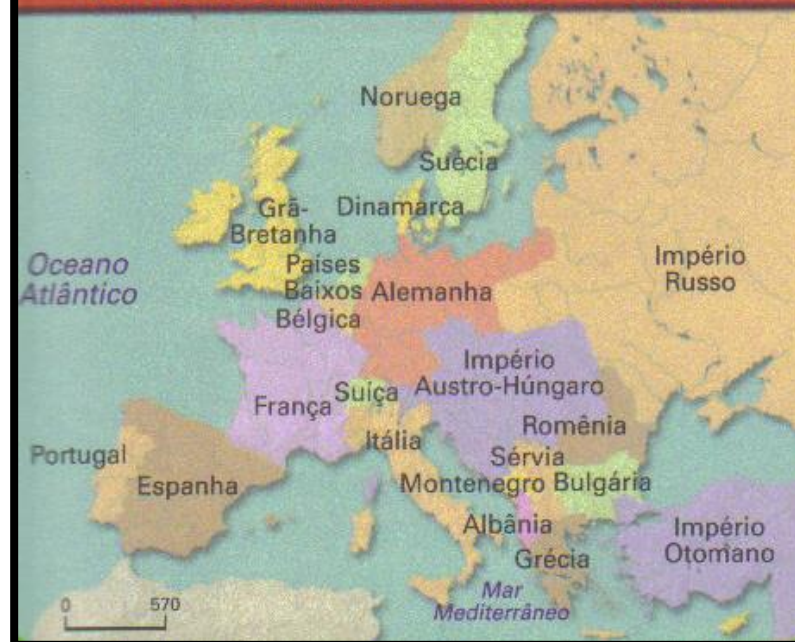 Noruega
Suécia
Grã-
Bretanha
Dinamarca
Países
Baixos
Bélgica
Alemanha
Império
Russo
Oceano
Atlântico
Império
Austro-Húngaro
Suíça
França
Romênia
Itália
Portugal
Espanha
Sérvia
Montenegro
Bulgária
Albânia
Grécia
Império
Otomano
Mar
Mediterrâneo
0 570